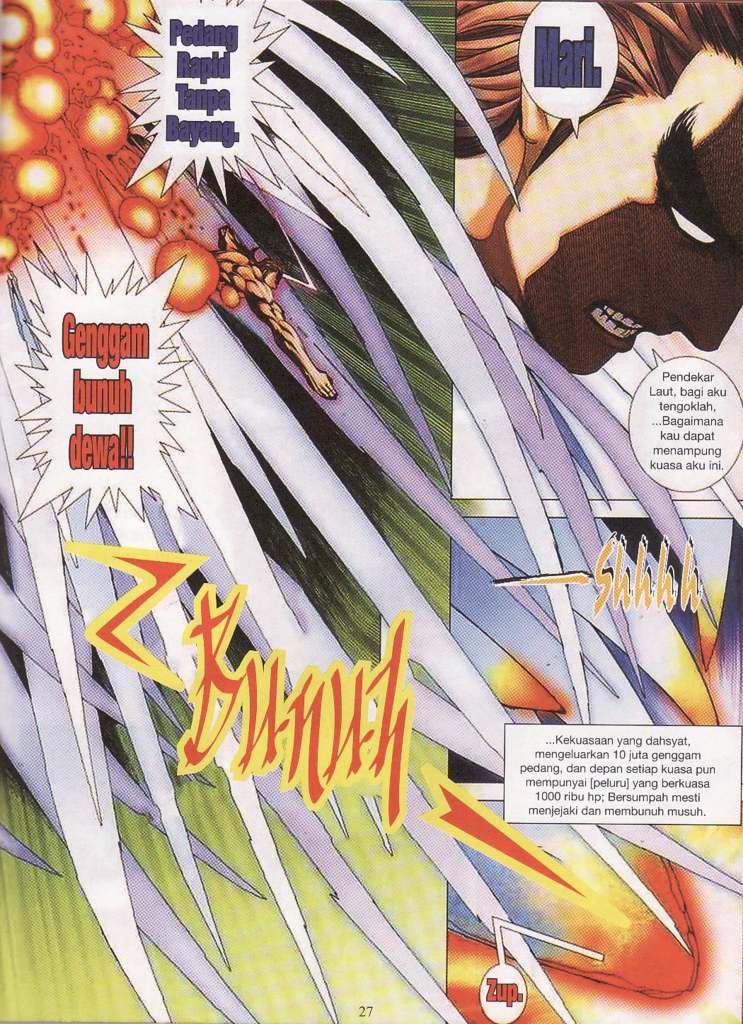 Pedang
Rapid
Tanpa
Bayang.
Mari.
Genggam
bunuh
dewa!!
Pendekar
Laut, bagi aku
tengoklah,
...Bagaimana
kau dapat
menampung
kuasa aku ini.
Shhhh
Bunuh
...Kekuasaan yang dahsyat,
mengeluarkan 10 juta genggam
pedang, dan depan setiap kuasa pun
mempunyai [peluru] yang berkuasa
1000 ribu hp; Bersumpah mesti
menjejaki dan membunuh musuh.
Zup.
27